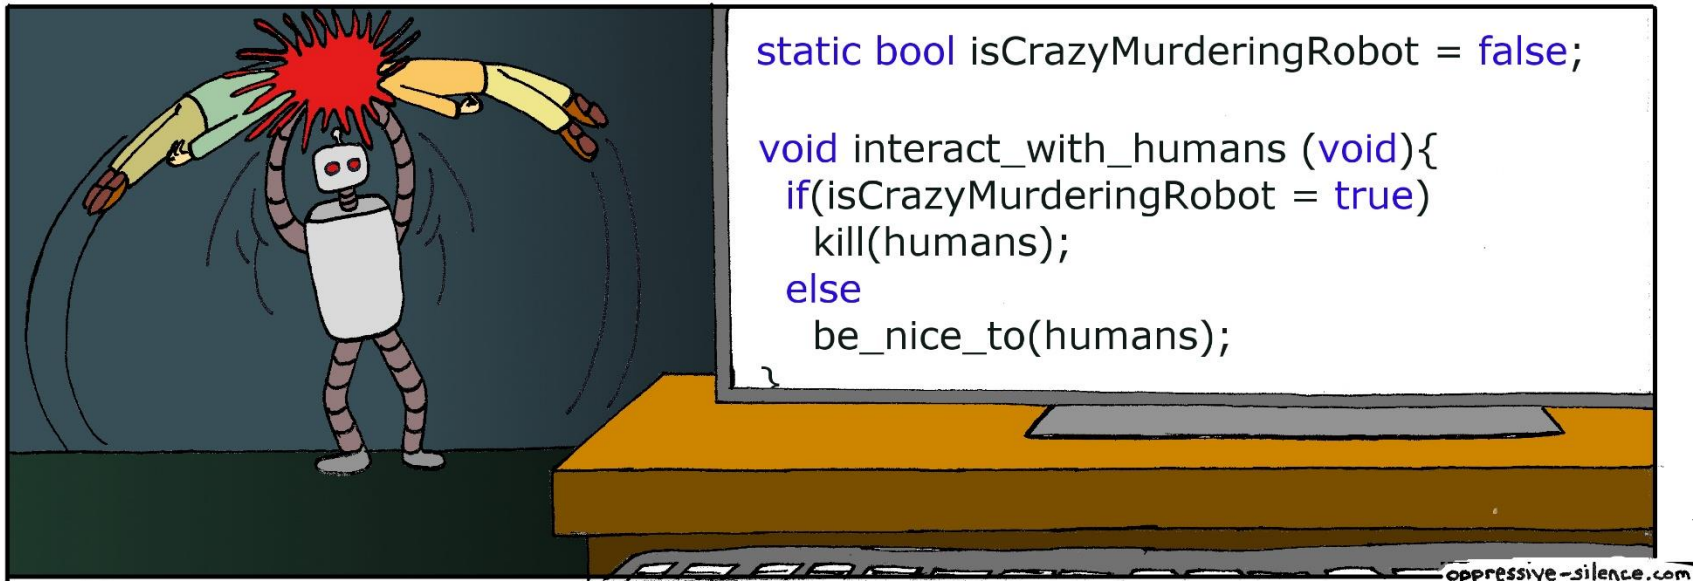 static bool isCrazyMurderingRobot = false;
void interact_with_humans (void){
if(isCrazyMurderingRobot = true)
kill(humans);
else
be_nice_to(humans);
}
oppressive-silence.com